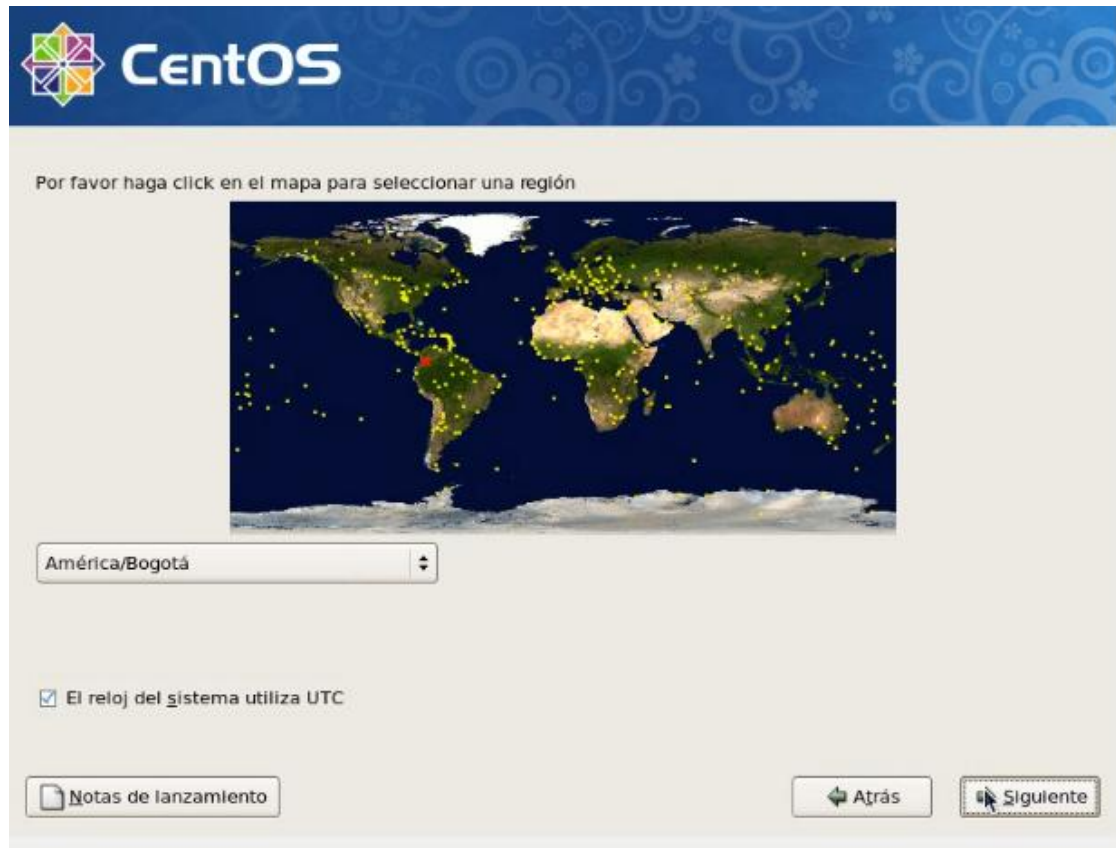 CentOS
Por favor haga click en el mapa para seleccionar una región
América/Bogotá
El reloj del sistema utiliza UTC
Notas de lanzamiento
Atrás
Siguiente